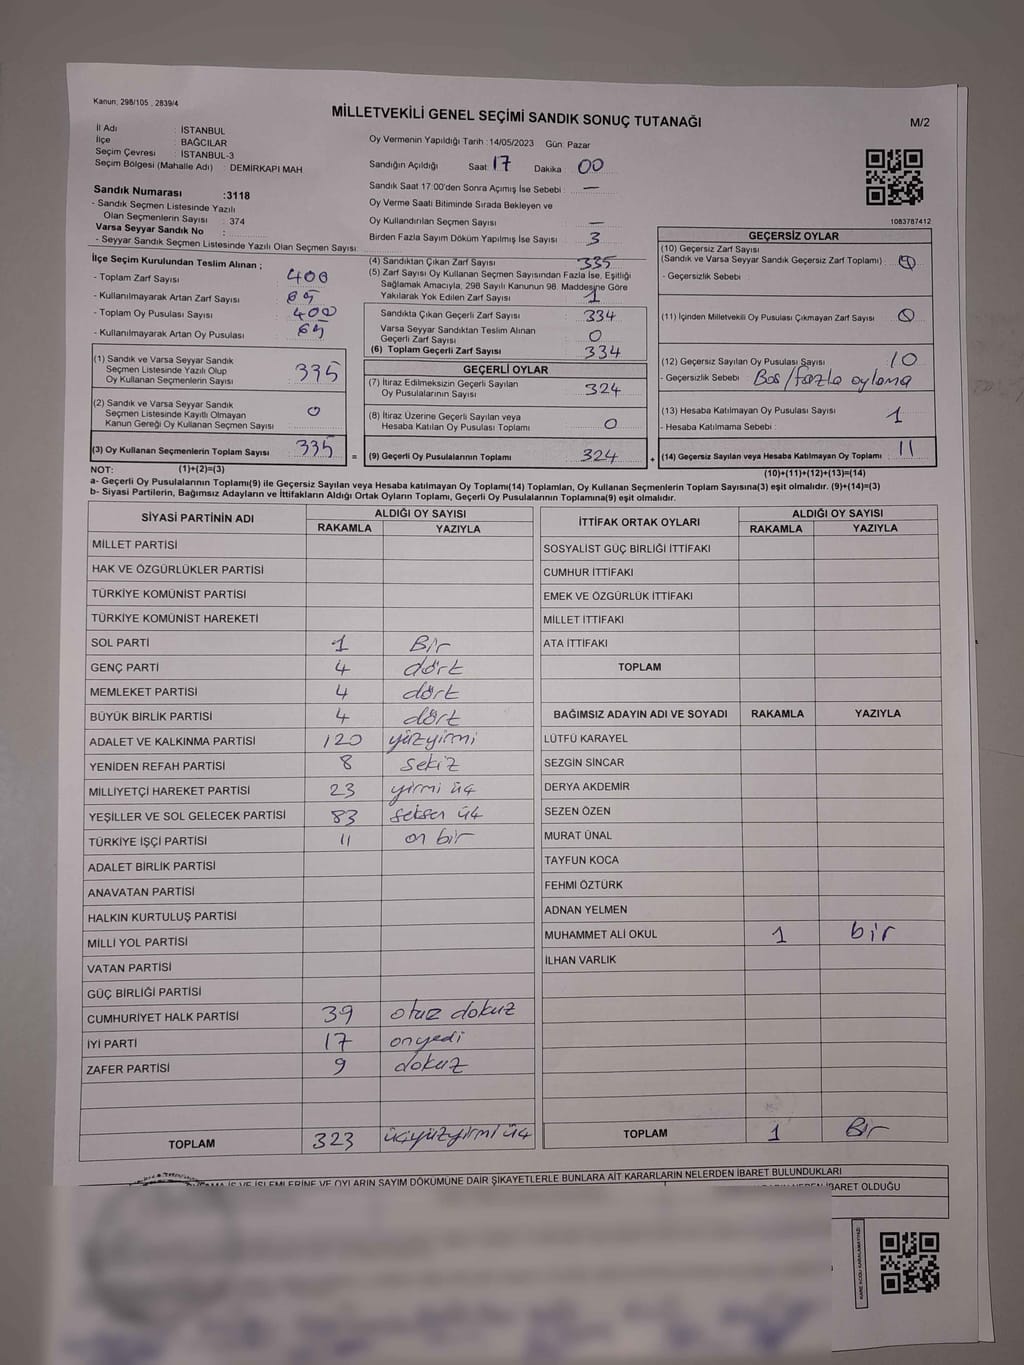 Kanun: 298/105 , 2839/4
MİLLETVEKİLİ GENEL SEÇİMİ SANDIK SONUÇ TUTANAĞI
M/2
İl Adı : İSTANBUL
İlçe : BAĞCILAR
Seçim Çevresi : İSTANBUL-3
Seçim Bölgesi (Mahalle Adı) : DEMİRKAPI MAH
Sandık Numarası :3118
- Sandık Seçmen Listesinde Yazılı
Olan Seçmenlerin Sayısı : 374
Varsa Seyyar Sandık No :
- Seyyar Sandık Seçmen Listesinde Yazılı Olan Seçmen Sayısı:
Oy Vermenin Yapıldığı Tarih : 14/05/2023 Gün: Pazar
Sandığın Açıldığı Saat: 17 Dakika : 00
Sandık Saat 17:00'den Sonra Açımış İse Sebebi : —
Oy Verme Saati Bitiminde Sırada Bekleyen ve
Oy Kullandırılan Seçmen Sayısı : —
Birden Fazla Sayım Döküm Yapılmış İse Sayısı : 3
1083787412
İlçe Seçim Kurulundan Teslim Alınan ;
- Toplam Zarf Sayısı : 400
- Kullanılmayarak Artan Zarf Sayısı : 65
- Toplam Oy Pusulası Sayısı : 400
- Kullanılmayarak Artan Oy Pusulası : 65
(1) Sandık ve Varsa Seyyar Sandık
Seçmen Listesinde Yazılı Olup
Oy Kullanan Seçmenlerin Sayısı : 335
(2) Sandık ve Varsa Seyyar Sandık
Seçmen Listesinde Kayıtlı Olmayan
Kanun Gereği Oy Kullanan Seçmen Sayısı : 0
(3) Oy Kullanan Seçmenlerin Toplam Sayısı : 335
(4) Sandıktan Çıkan Zarf Sayısı : 335
(5) Zarf Sayısı Oy Kullanan Seçmen Sayısından Fazla İse, Eşitliği
Sağlamak Amacıyla, 298 Sayılı Kanunun 98. Maddesine Göre
Yakılarak Yok Edilen Zarf Sayısı : 1
Sandıkta Çıkan Geçerli Zarf Sayısı : 334
Varsa Seyyar Sandıktan Teslim Alınan
Geçerli Zarf Sayısı : 0
(6) Toplam Geçerli Zarf Sayısı : 334
GEÇERLİ OYLAR
(7) İtiraz Edilmeksizin Geçerli Sayılan
Oy Pusulalarının Sayısı : 324
(8) İtiraz Üzerine Geçerli Sayılan veya
Hesaba Katılan Oy Pusulası Toplamı : 0
= (9) Geçerli Oy Pusulalarının Toplamı : 324
GEÇERSİZ OYLAR
(10) Geçersiz Zarf Sayısı
(Sandık ve Varsa Seyyar Sandık Geçersiz Zarf Toplamı) :
- Geçersizlik Sebebi :
(11) İçinden Milletvekili Oy Pusulası Çıkmayan Zarf Sayısı :
(12) Geçersiz Sayılan Oy Pusulası Sayısı : 10
- Geçersizlik Sebebi : Bos/fazla oylama
(13) Hesaba Katılmayan Oy Pusulası Sayısı : 1
- Hesaba Katılmama Sebebi :
+ (14) Geçersiz Sayılan veya Hesaba Katılmayan Oy Toplamı : 11
NOT: (1)+(2)=(3)
(10)+(11)+(12)+(13)=(14)
a- Geçerli Oy Pusulalarının Toplamı(9) ile Geçersiz Sayılan veya Hesaba katılmayan Oy Toplamı(14) Toplamları, Oy Kullanan Seçmenlerin Toplam Sayısına(3) eşit olmalıdır. (9)+(14)=(3)
b- Siyasi Partilerin, Bağımsız Adayların ve İttifakların Aldığı Ortak Oyların Toplamı, Geçerli Oy Pusulalarının Toplamına(9) eşit olmalıdır.
SİYASİ PARTİNİN ADI ALDIĞI OY SAYISI
RAKAMLA YAZIYLA
MİLLET PARTİSİ
HAK VE ÖZGÜRLÜKLER PARTİSİ
TÜRKİYE KOMÜNİST PARTİSİ
TÜRKİYE KOMÜNİST HAREKETİ
SOL PARTİ 1 Bir
GENÇ PARTİ 4 dört
MEMLEKET PARTİSİ 4 dört
BÜYÜK BİRLİK PARTİSİ 4 dört
ADALET VE KALKINMA PARTİSİ 120 yüzyirmi
YENİDEN REFAH PARTİSİ 8 sekiz
MİLLİYETÇİ HAREKET PARTİSİ 23 yirmi üç
YEŞİLLER VE SOL GELECEK PARTİSİ 83 seksen üç
TÜRKİYE İŞÇİ PARTİSİ 11 on bir
ADALET BİRLİK PARTİSİ
ANAVATAN PARTİSİ
HALKIN KURTULUŞ PARTİSİ
MİLLİ YOL PARTİSİ
VATAN PARTİSİ
GÜÇ BİRLİĞİ PARTİSİ
CUMHURİYET HALK PARTİSİ 39 otuz dokuz
İYİ PARTİ 17 onyedi
ZAFER PARTİSİ 9 dokuz
TOPLAM 323 üçyüzyirmi üç
İTTİFAK ORTAK OYLARI ALDIĞI OY SAYISI
RAKAMLA YAZIYLA
SOSYALİST GÜÇ BİRLİĞİ İTTİFAKI
CUMHUR İTTİFAKI
EMEK VE ÖZGÜRLÜK İTTİFAKI
MİLLET İTTİFAKI
ATA İTTİFAKI
TOPLAM
BAĞIMSIZ ADAYIN ADI VE SOYADI RAKAMLA YAZIYLA
LÜTFÜ KARAYEL
SEZGİN SİNCAR
DERYA AKDEMİR
SEZEN ÖZEN
MURAT ÜNAL
TAYFUN KOCA
FEHMİ ÖZTÜRK
ADNAN YELMEN
MUHAMMET ALİ OKUL 1 bir
İLHAN VARLIK
TOPLAM 1 Bir
İŞ VE İŞLEMLERİNE VE OYLARIN SAYIM DÖKÜMÜNE DAİR ŞİKAYETLERLE BUNLARA AİT KARARLARIN NELERDEN İBARET BULUNDUKLARI
İBARET OLDUĞU